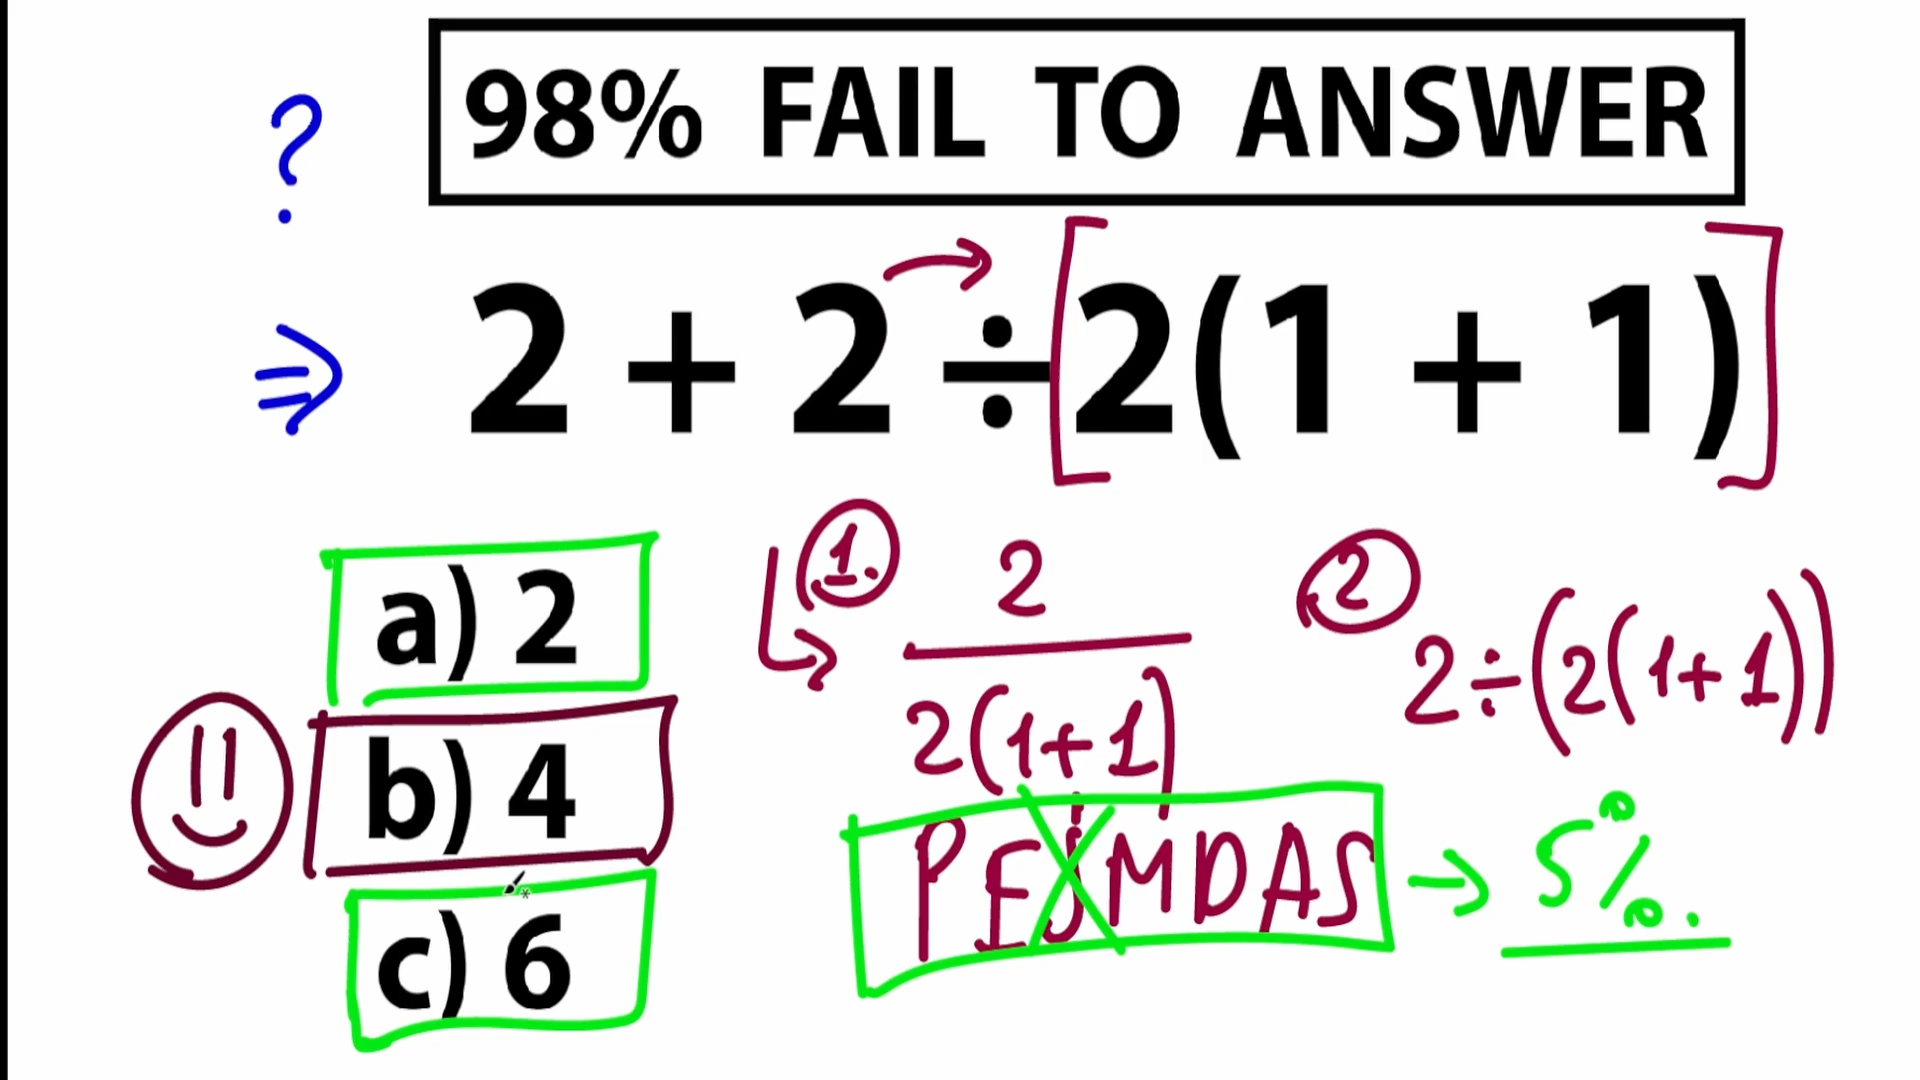 98% FAIL TO ANSWER
?
⇒ 2 + 2 ÷ [2(1 + 1)]
a) 2
b) 4
c) 6
1.
2
2(1+1)
2
2÷(2(1+1))
PEJMDAS → 5%.